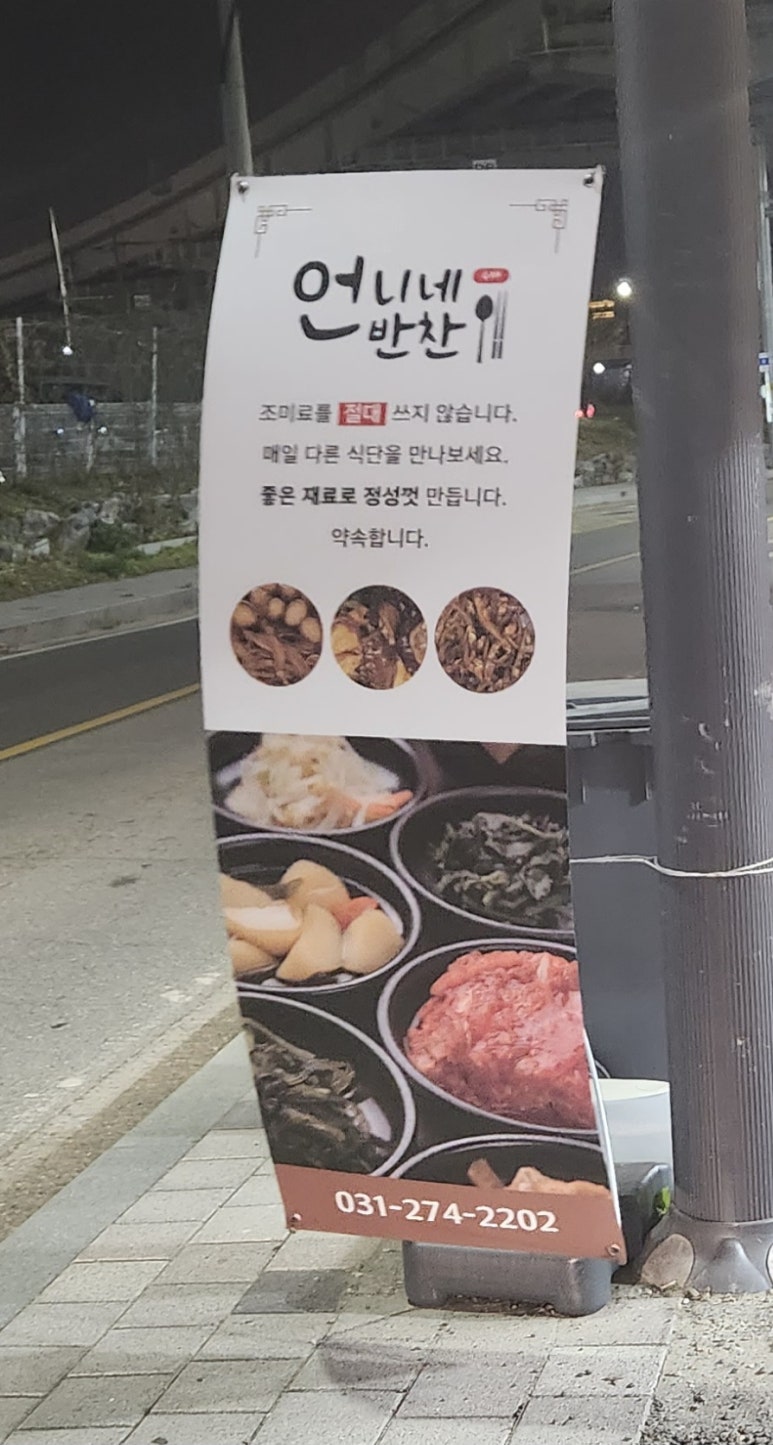 언니네
반찬
조미료를 절대 쓰지 않습니다.
매일 다른 식단을 만나보세요.
좋은 재료로 정성껏 만듭니다.
약속합니다.
031-274-2202